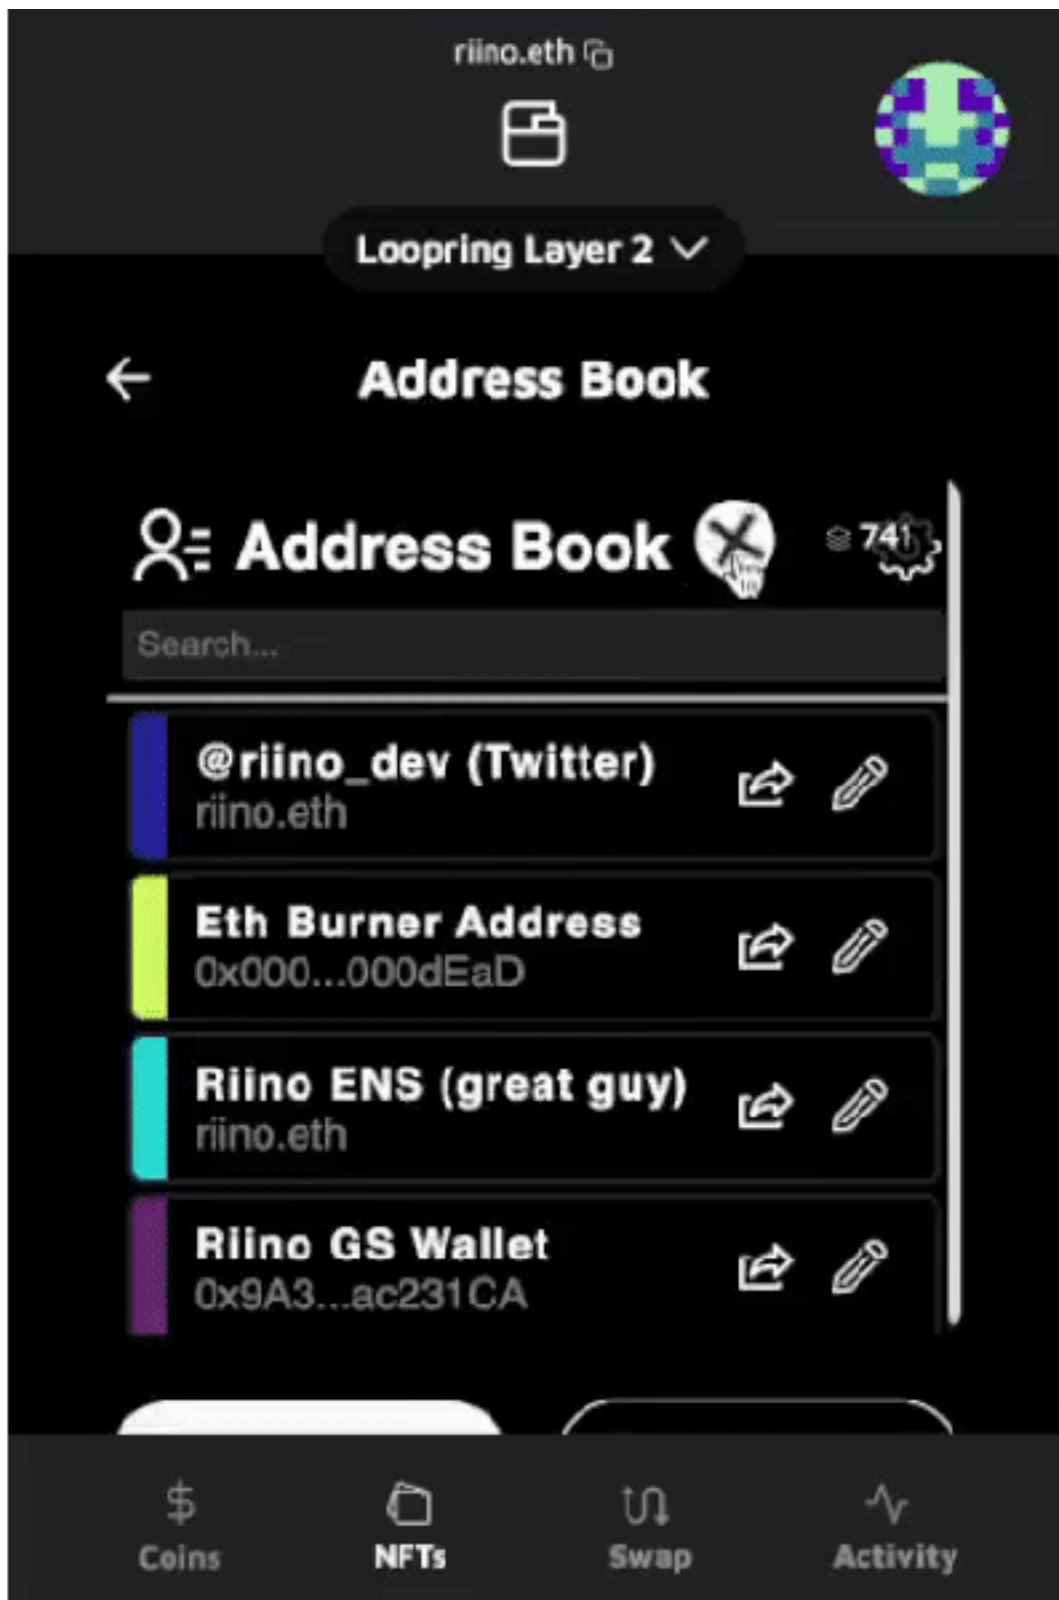 riino.eth
Loopring Layer 2
Address Book
Address Book
741
Search...
@riino_dev (Twitter)
riino.eth
Eth Burner Address
0x000...000dEaD
Riino ENS (great guy)
riino.eth
Riino GS Wallet
0x9A3...ac231CA
Coins NFTs Swap Activity